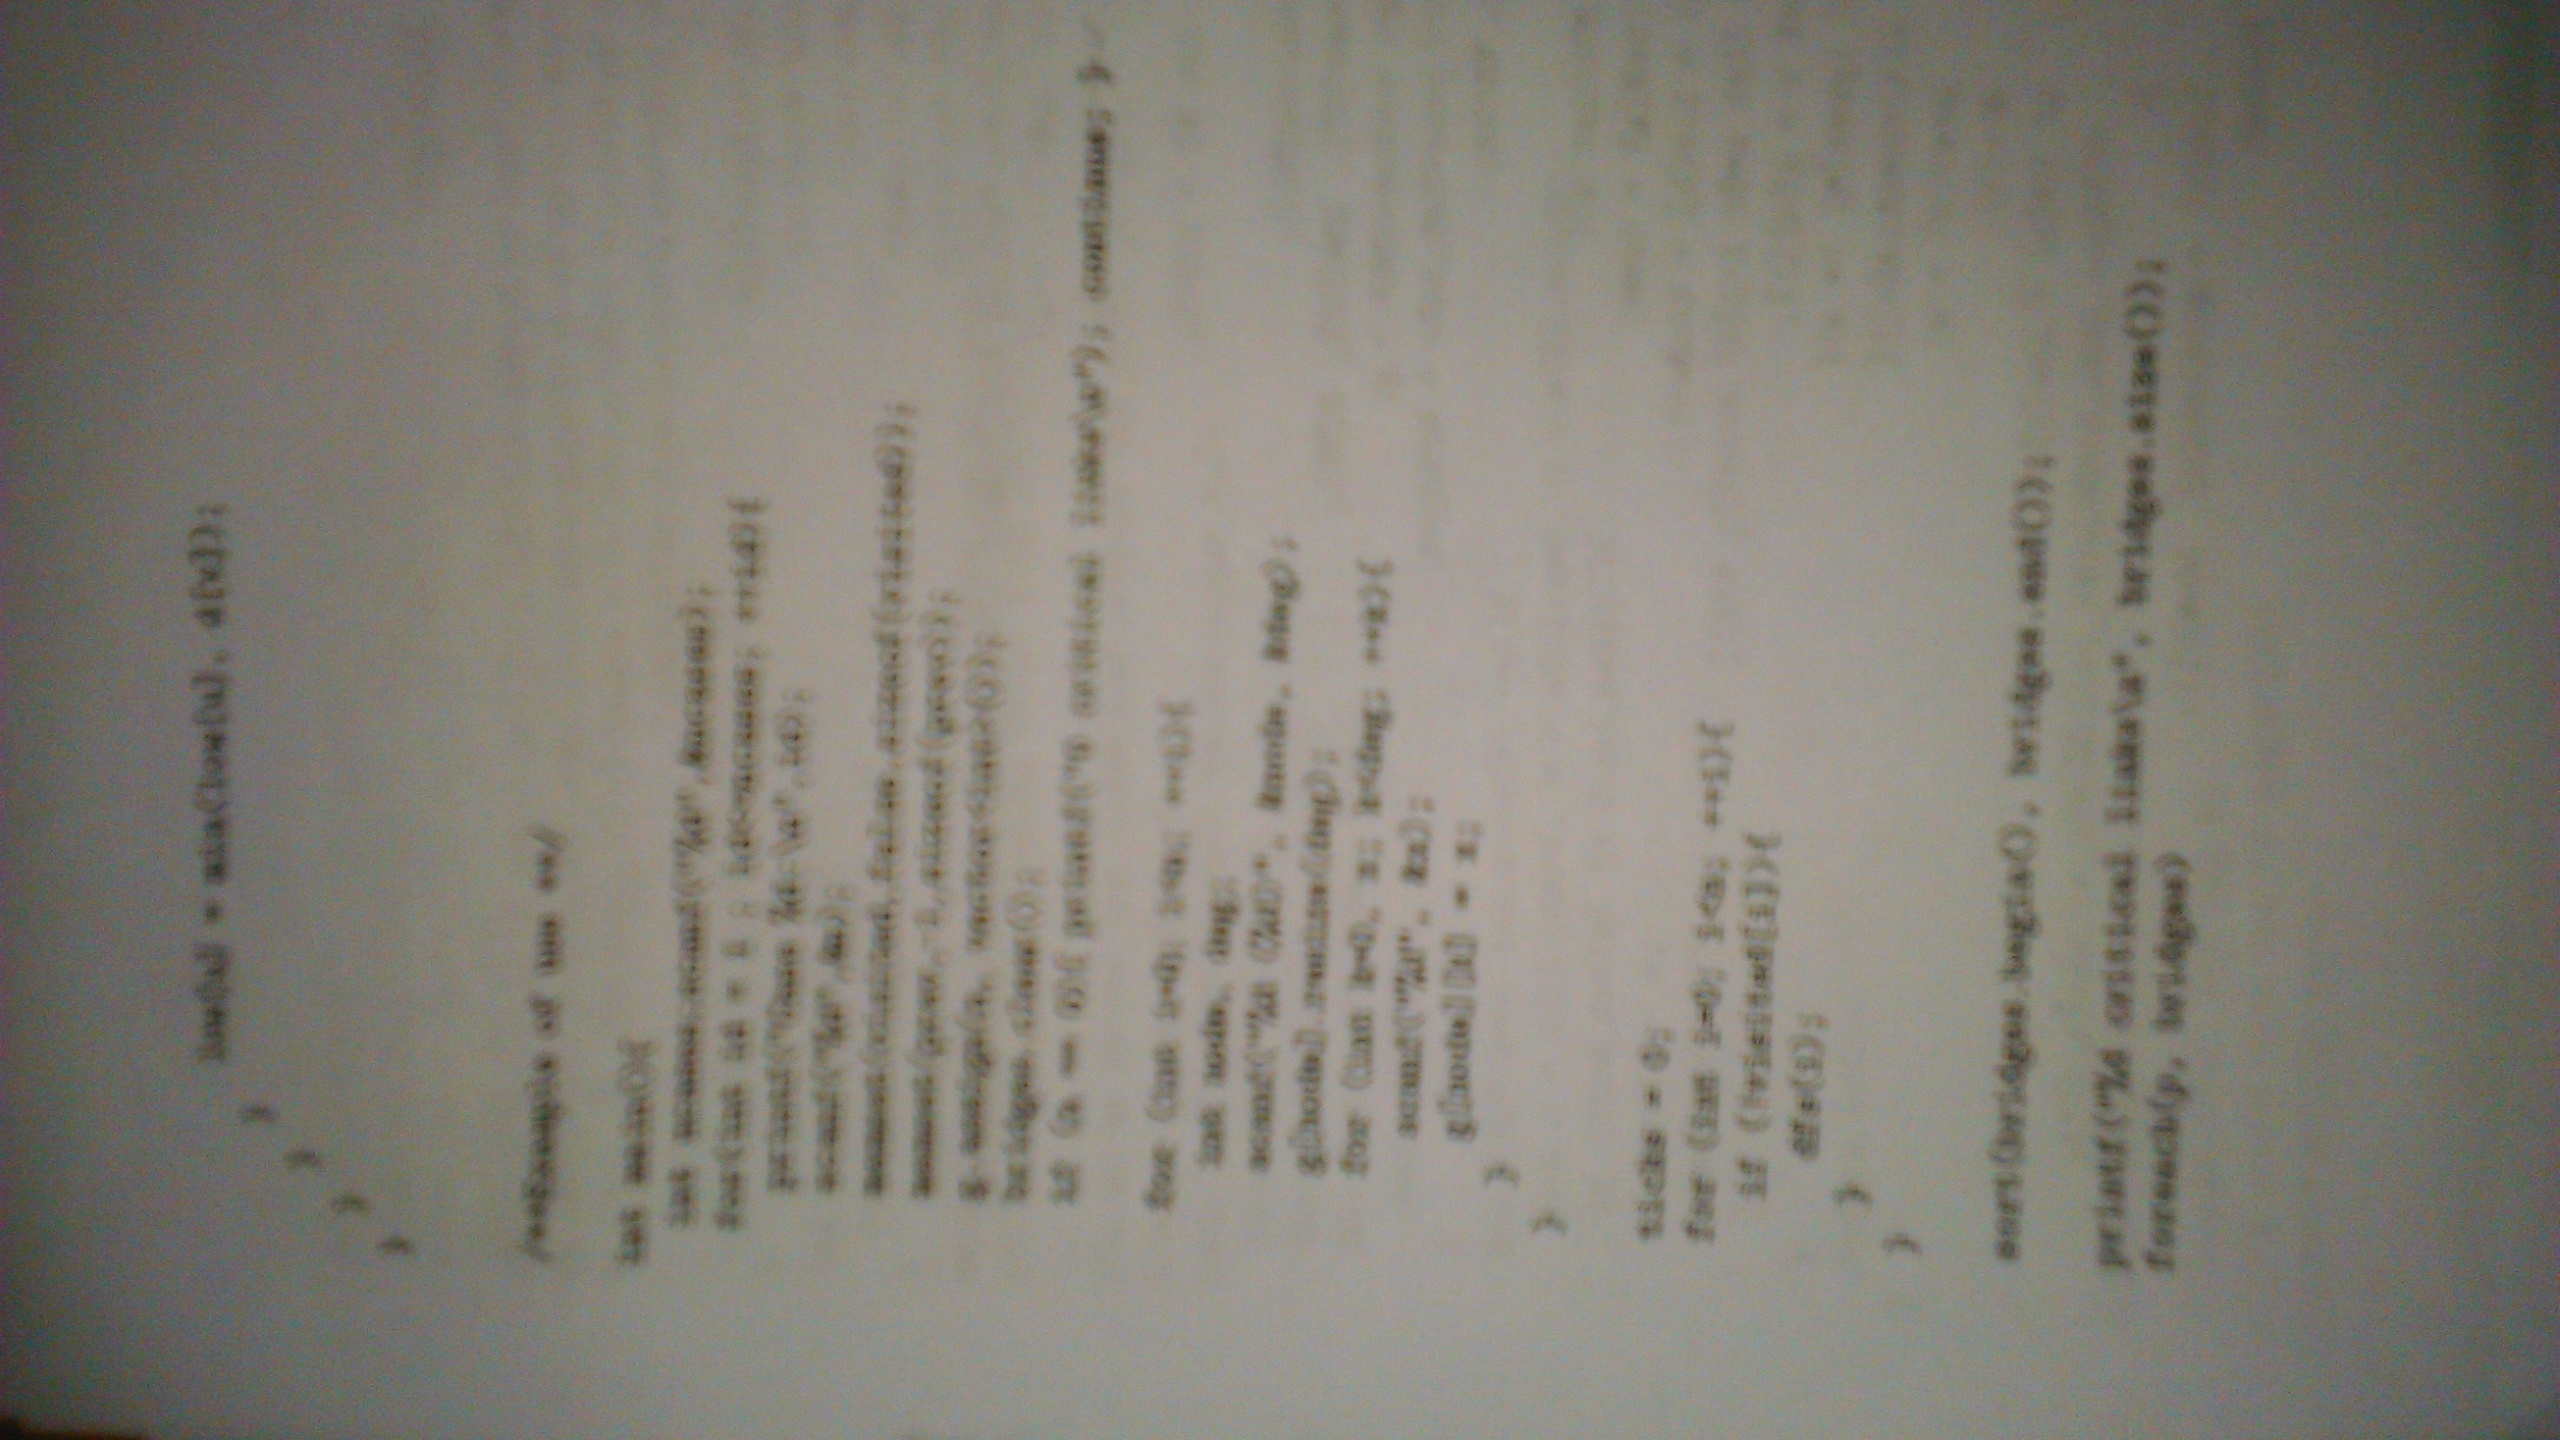 low[u] = min(low[u], d[v]);
}
}
}
}
/**Example of use **/
int main(){
int ncases;scanf("%d",&ncases);
for(int id = 1 ; id<=ncases; ++id){
printf("Case %d:\n",id);
scanf("%d",&n);
memset(visited,false,sizeof(visited));
memset(prev,-1,sizeof(prev));
g.assign(n, vector<int>());
bridges.clear();
if (n == 0){ printf("0 critical links\n"); continue; }
for (int i=0; i<n; ++i){
int node, deg;
scanf("%d (%d)", &node, &deg);
g[node].resize(deg);
for (int k=0, x; k<deg; ++k){
scanf("%d", &x);
g[node][k] = x;
}
}
ticks = 0;
for (int i=0; i<n; ++i){
if (!visited[i]){
dfs(i);
}
}
sort(bridges.begin(), bridges.end());
printf("%d critical links\n", bridges.size());
foreach(p, bridges)